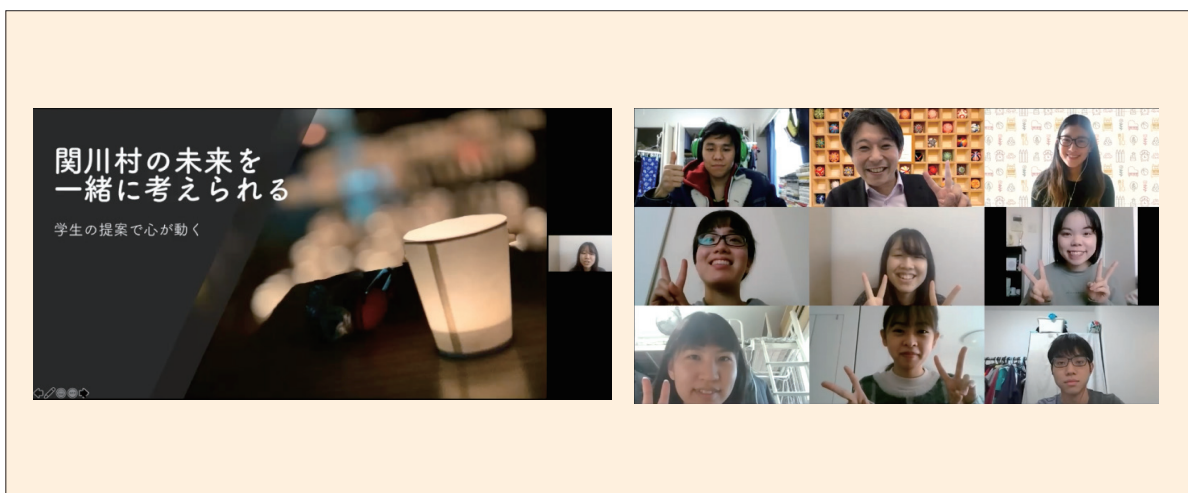 関川村の未来を
一緒に考えられる
学生の提案で心が動く